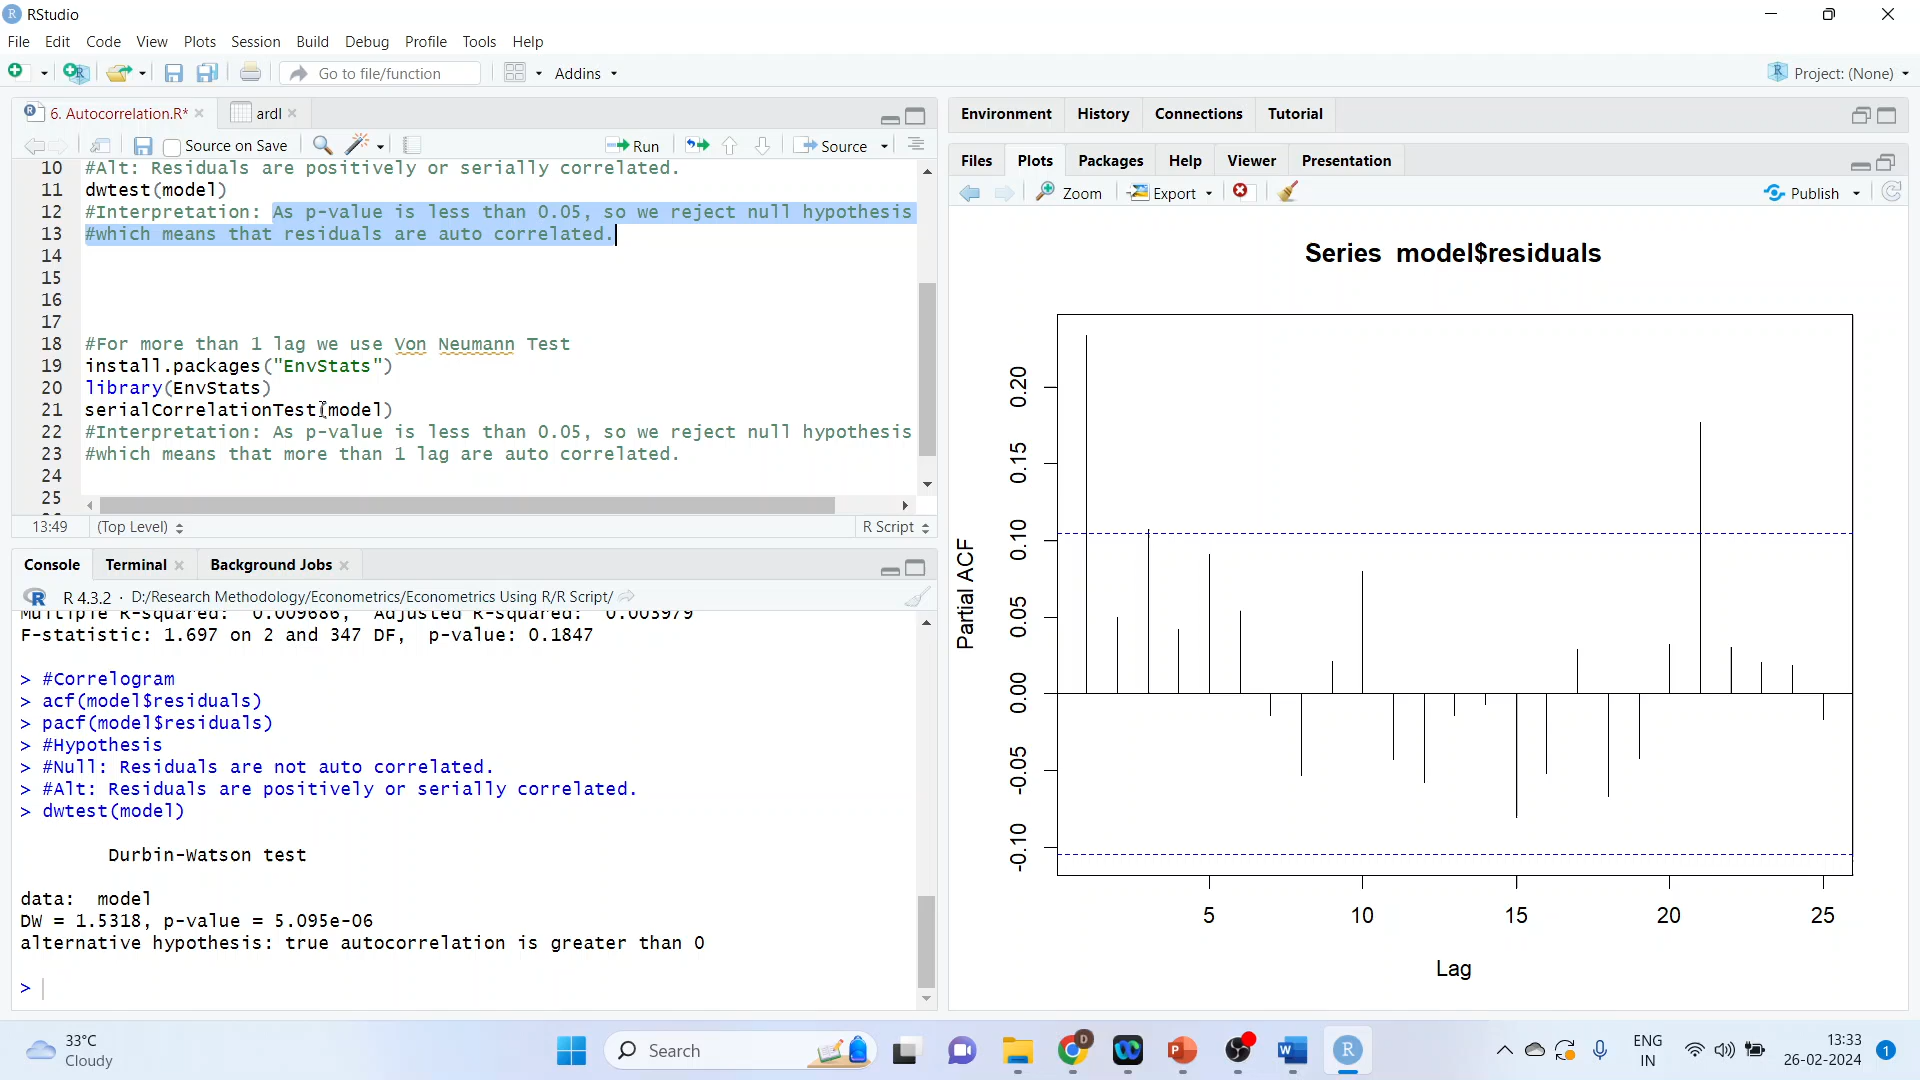 RStudio
File Edit Code View Plots Session Build Debug Profile Tools Help
Go to file/function Addins Project: (None)
6. Autocorrelation.R* ardl
Source on Save Run Source
10 #Alt: Residuals are positively or serially correlated.
11 dwtest(model)
12 #Interpretation: As p-value is less than 0.05, so we reject null hypothesis
13 #which means that residuals are auto correlated.
14
15
16
17
18 #For more than 1 lag we use Von Neumann Test
19 install.packages("EnvStats")
20 library(EnvStats)
21 serialCorrelationTest(model)
22 #Interpretation: As p-value is less than 0.05, so we reject null hypothesis
23 #which means that more than 1 lag are auto correlated.
24
25
13:49 (Top Level) R Script
Console Terminal Background Jobs
R 4.3.2 · D:/Research Methodology/Econometrics/Econometrics Using R/R Script/
Multiple R-squared: 0.009686, Adjusted R-squared: 0.003979
F-statistic: 1.697 on 2 and 347 DF, p-value: 0.1847
> #Correlogram
> acf(model$residuals)
> pacf(model$residuals)
> #Hypothesis
> #Null: Residuals are not auto correlated.
> #Alt: Residuals are positively or serially correlated.
> dwtest(model)
Durbin-Watson test
data: model
DW = 1.5318, p-value = 5.095e-06
alternative hypothesis: true autocorrelation is greater than 0
>
Environment History Connections Tutorial
Files Plots Packages Help Viewer Presentation
Zoom Export Publish
Series model$residuals
Partial ACF
0.20
0.15
0.10
0.05
0.00
-0.05
-0.10
5 10 15 20 25
Lag
33°C
Cloudy
Search
ENG
IN
13:33
26-02-2024
1